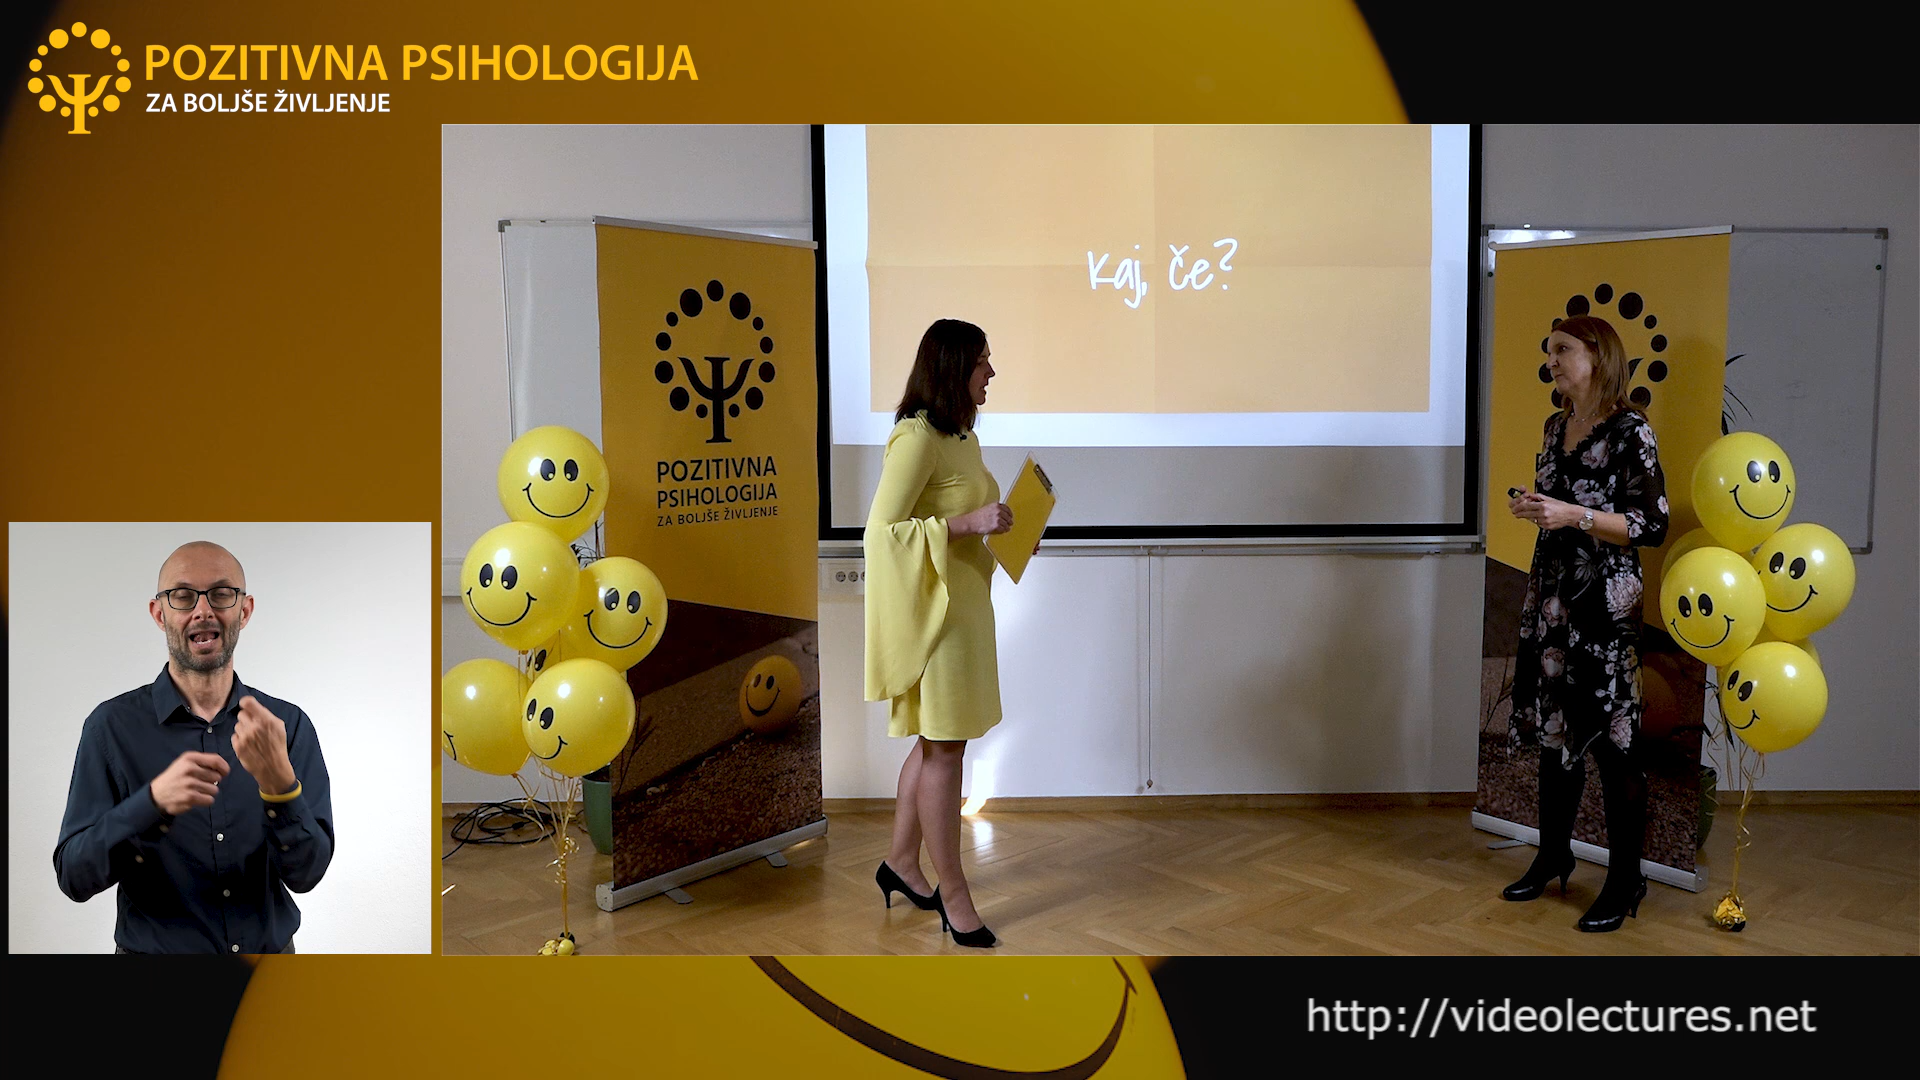 POZITIVNA PSIHOLOGIJA
ZA BOLJŠE ŽIVLJENJE
Kaj, če?
POZITIVNA
PSIHOLOGIJA
ZA BOLJŠE ŽIVLJENJE
http://videolectures.net